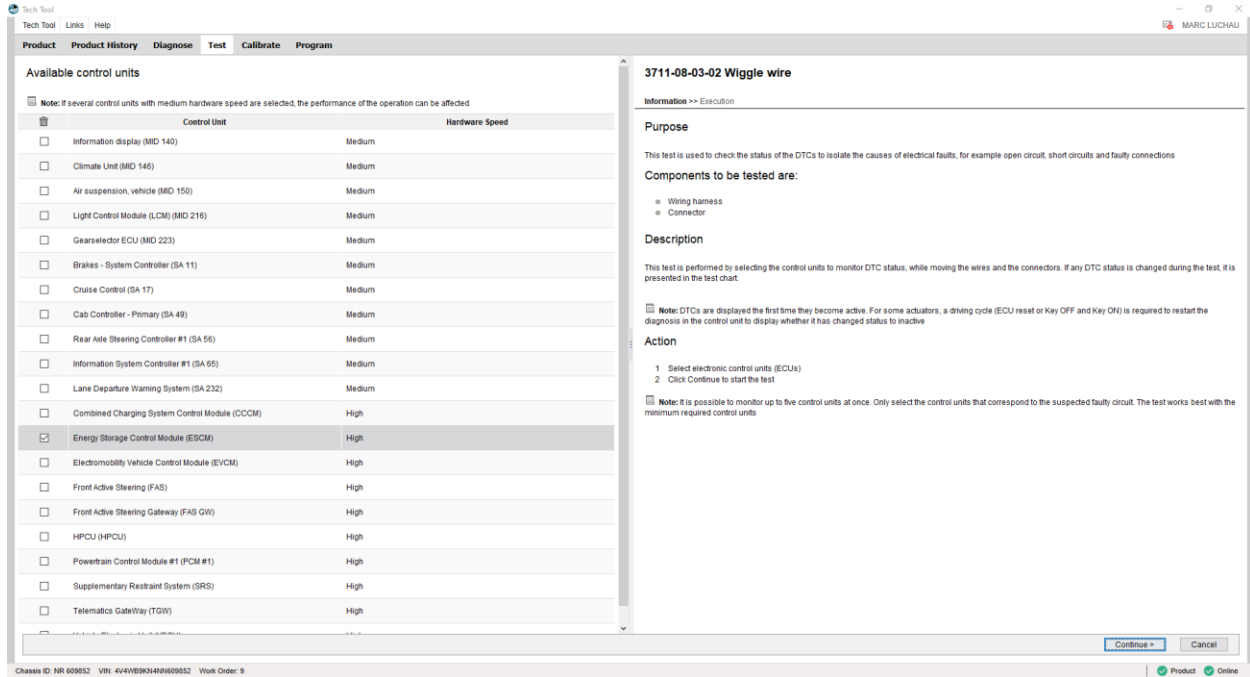 Tech Tool
Tech Tool Links Help
MARC LUCHAU
Product Product History Diagnose Test Calibrate Program
Available control units
Note: If several control units with medium hardware speed are selected, the performance of the operation can be affected
Control Unit Hardware Speed
Information display (MID 140) Medium
Climate Unit (MID 146) Medium
Air suspension, vehicle (MID 150) Medium
Light Control Module (LCM) (MID 216) Medium
Gearselector ECU (MID 223) Medium
Brakes - System Controller (SA 11) Medium
Cruise Control (SA 17) Medium
Cab Controller - Primary (SA 49) Medium
Rear Axle Steering Controller #1 (SA 56) Medium
Information System Controller #1 (SA 65) Medium
Lane Departure Warning System (SA 232) Medium
Combined Charging System Control Module (CCCM) High
Energy Storage Control Module (ESCM) High
Electromobility Vehicle Control Module (EVCM) High
Front Active Steering (FAS) High
Front Active Steering Gateway (FAS GW) High
HPCU (HPCU) High
Powertrain Control Module #1 (PCM #1) High
Supplementary Restraint System (SRS) High
Telematics GateWay (TGW) High
3711-08-03-02 Wiggle wire
Information >> Execution
Purpose
This test is used to check the status of the DTCs to isolate the causes of electrical faults, for example open circuit, short circuits and faulty connections
Components to be tested are:
Wiring harness
Connector
Description
This test is performed by selecting the control units to monitor DTC status, while moving the wires and the connectors. If any DTC status is changed during the test, it is
presented in the test chart.
Note: DTCs are displayed the first time they become active. For some actuators, a driving cycle (ECU reset or Key OFF and Key ON) is required to restart the
diagnosis in the control unit to display whether it has changed status to inactive
Action
1 Select electronic control units (ECUs)
2 Click Continue to start the test
Note: It is possible to monitor up to five control units at once. Only select the control units that correspond to the suspected faulty circuit. The test works best with the
minimum required control units
Continue > Cancel
Chassis ID: NR 609852 VIN: 4V4WB9KN4NN609852 Work Order: 9
Product Online